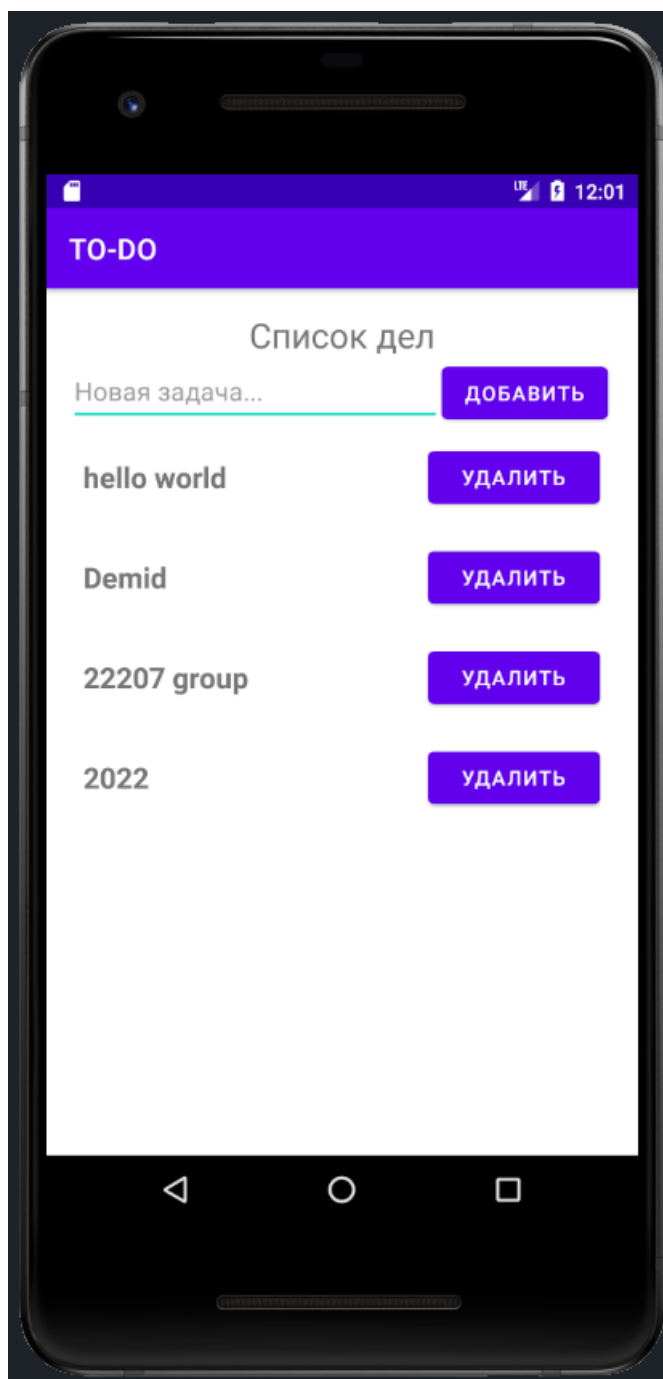 LTE 12:01
TO-DO
Список дел
Новая задача... ДОБАВИТЬ
hello world УДАЛИТЬ
Demid УДАЛИТЬ
22207 group УДАЛИТЬ
2022 УДАЛИТЬ